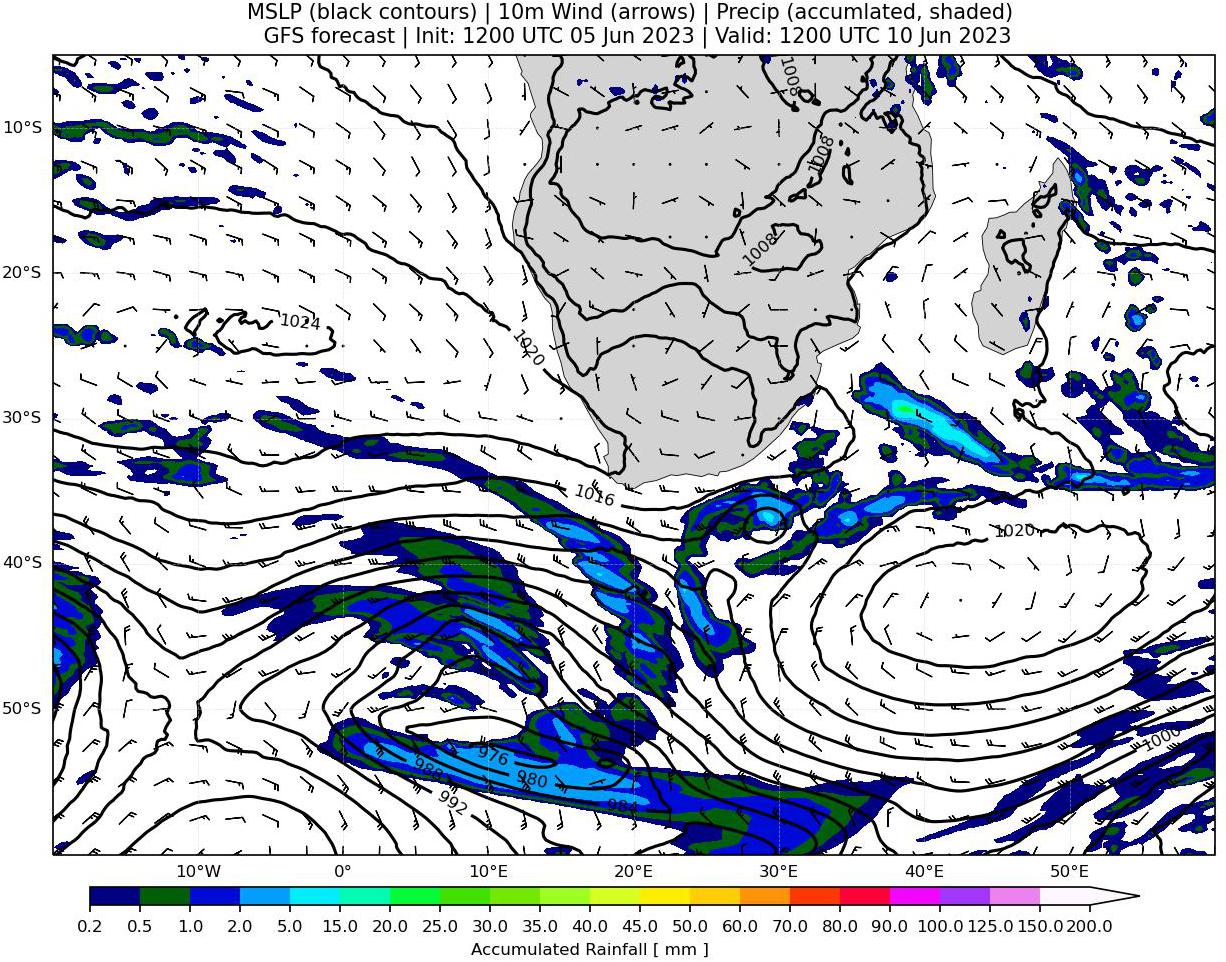 MSLP (black contours) | 10m Wind (arrows) | Precip (accumlated, shaded)
GFS forecast | Init: 1200 UTC 05 Jun 2023 | Valid: 1200 UTC 10 Jun 2023
1008
10°S
1008
1008
20°S
1024
1020
30°S
1016
1020
40°S
50°S
1000
976
988
980
984
992
10°W 0° 10°E 20°E 30°E 40°E 50°E
0.2 0.5 1.0 2.0 5.0 10.0 15.0 20.0 25.0 30.0 35.0 40.0 45.0 50.0 60.0 70.0 80.0 90.0 100.0 125.0 150.0 200.0
Accumulated Rainfall [ mm ]